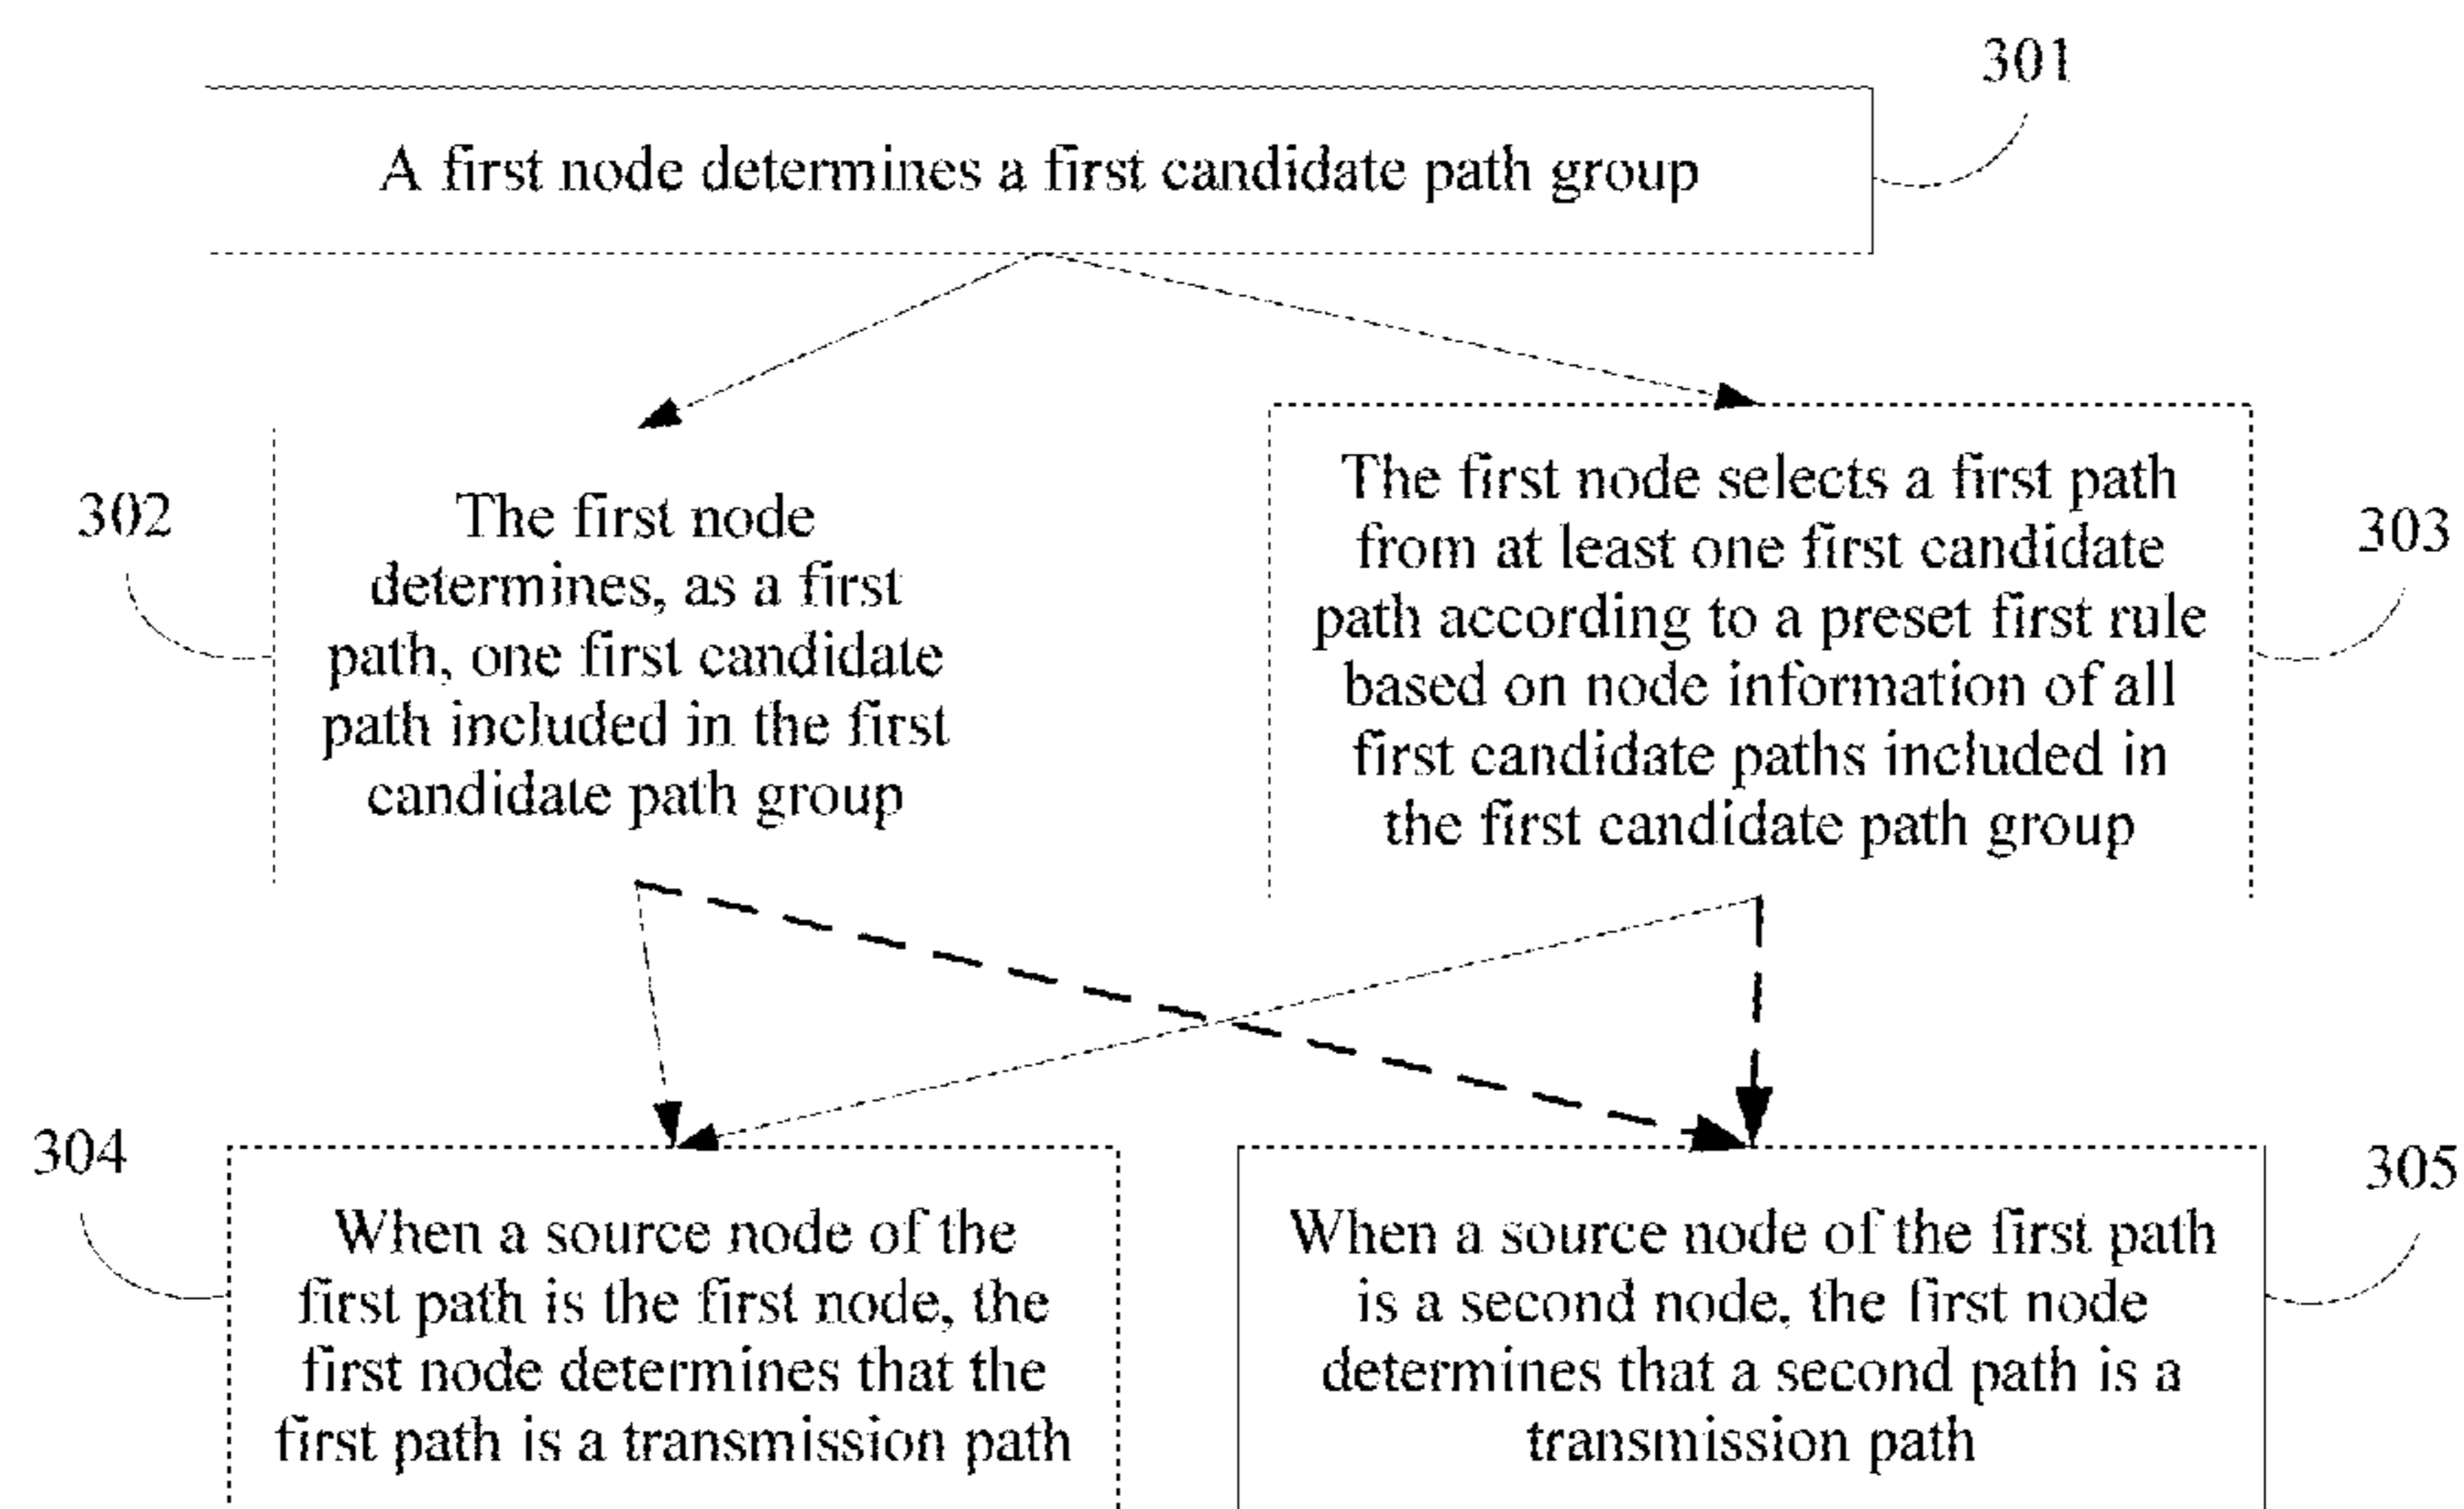 301
A first node determines a first candidate path group
302
The first node
determines, as a first
path, one first candidate
path included in the first
candidate path group
The first node selects a first path
from at least one first candidate
path according to a preset first rule
based on node information of all
first candidate paths included in
the first candidate path group
303
304
When a source node of the
first path is the first node, the
first node determines that the
first path is a transmission path
When a source node of the first path
is a second node, the first node
determines that a second path is a
transmission path
305